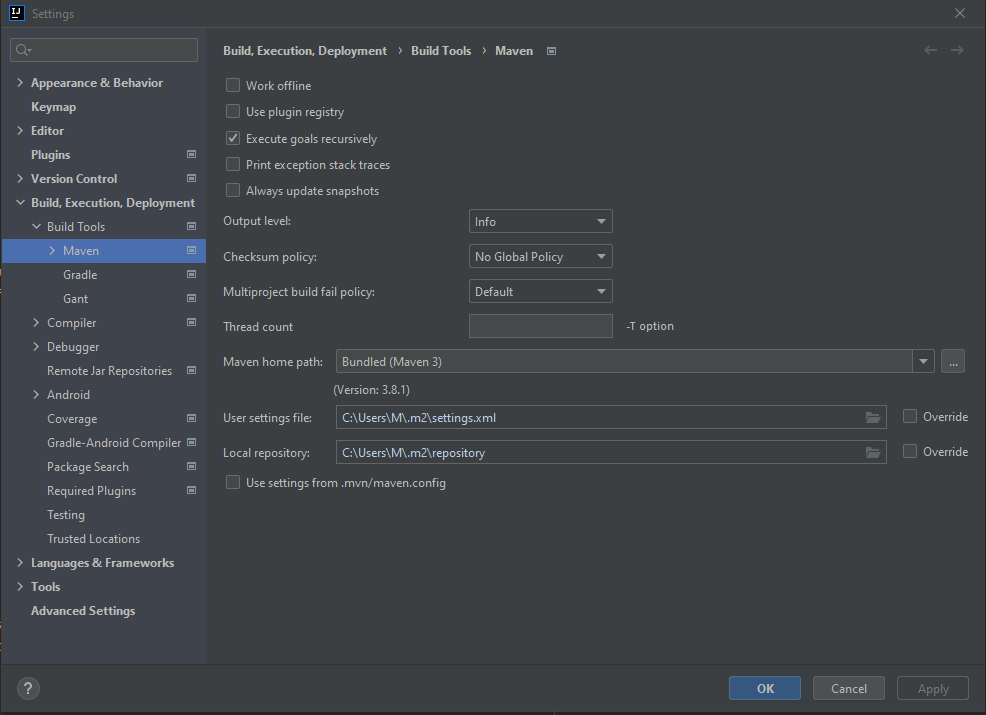 IJ Settings
Build, Execution, Deployment › Build Tools › Maven
Appearance & Behavior
Keymap
Editor
Plugins
Version Control
Build, Execution, Deployment
Build Tools
Maven
Gradle
Gant
Compiler
Debugger
Remote Jar Repositories
Android
Coverage
Gradle-Android Compiler
Package Search
Required Plugins
Testing
Trusted Locations
Languages & Frameworks
Tools
Advanced Settings
Work offline
Use plugin registry
Execute goals recursively
Print exception stack traces
Always update snapshots
Output level: Info
Checksum policy: No Global Policy
Multiproject build fail policy: Default
Thread count -T option
Maven home path: Bundled (Maven 3) ...
(Version: 3.8.1)
User settings file: C:\Users\M\.m2\settings.xml Override
Local repository: C:\Users\M\.m2\repository Override
Use settings from .mvn/maven.config
? OK Cancel Apply